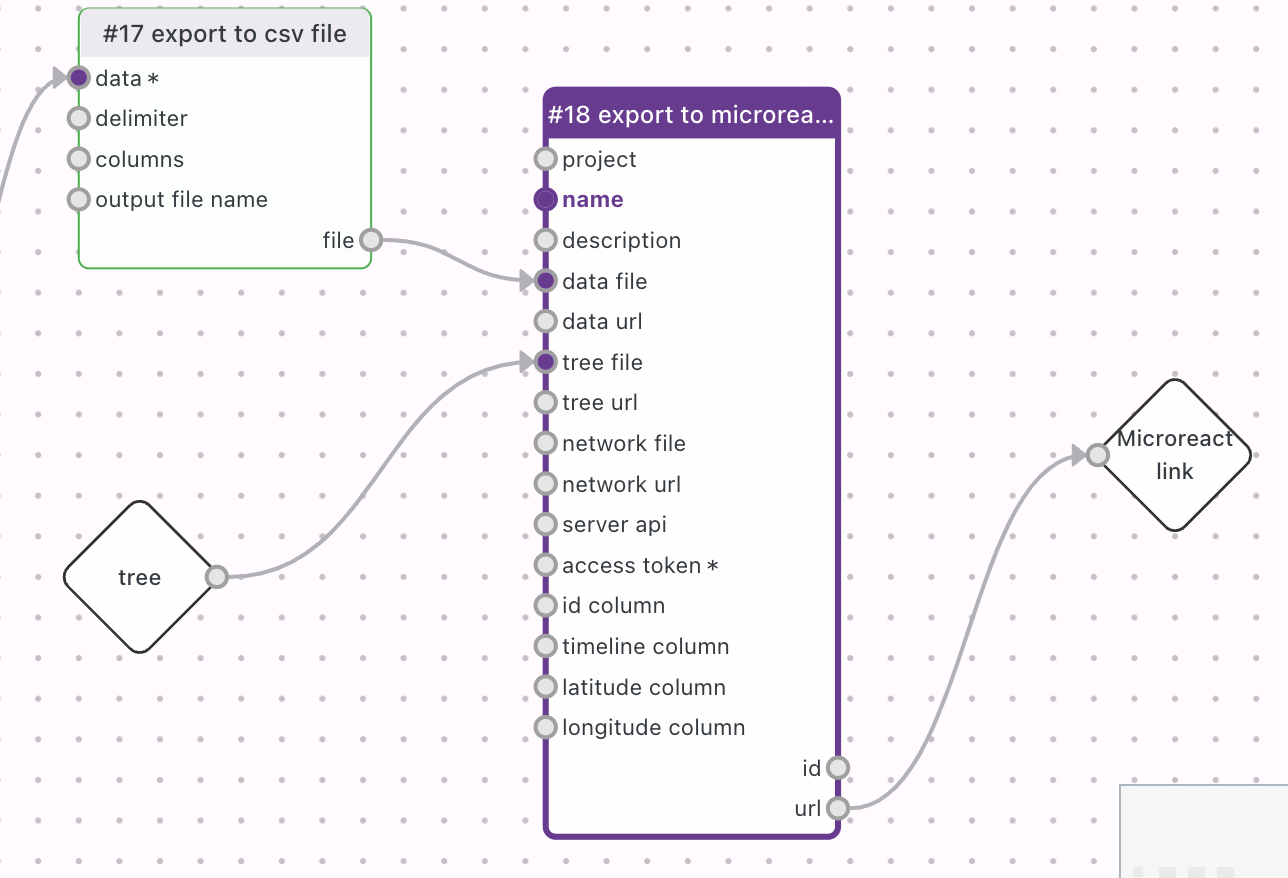 #17 export to csv file
data *
delimiter
columns
output file name
file
#18 export to microrea...
project
name
description
data file
data url
tree file
tree url
network file
network url
server api
access token *
id column
timeline column
latitude column
longitude column
id
url
tree
Microreact
link